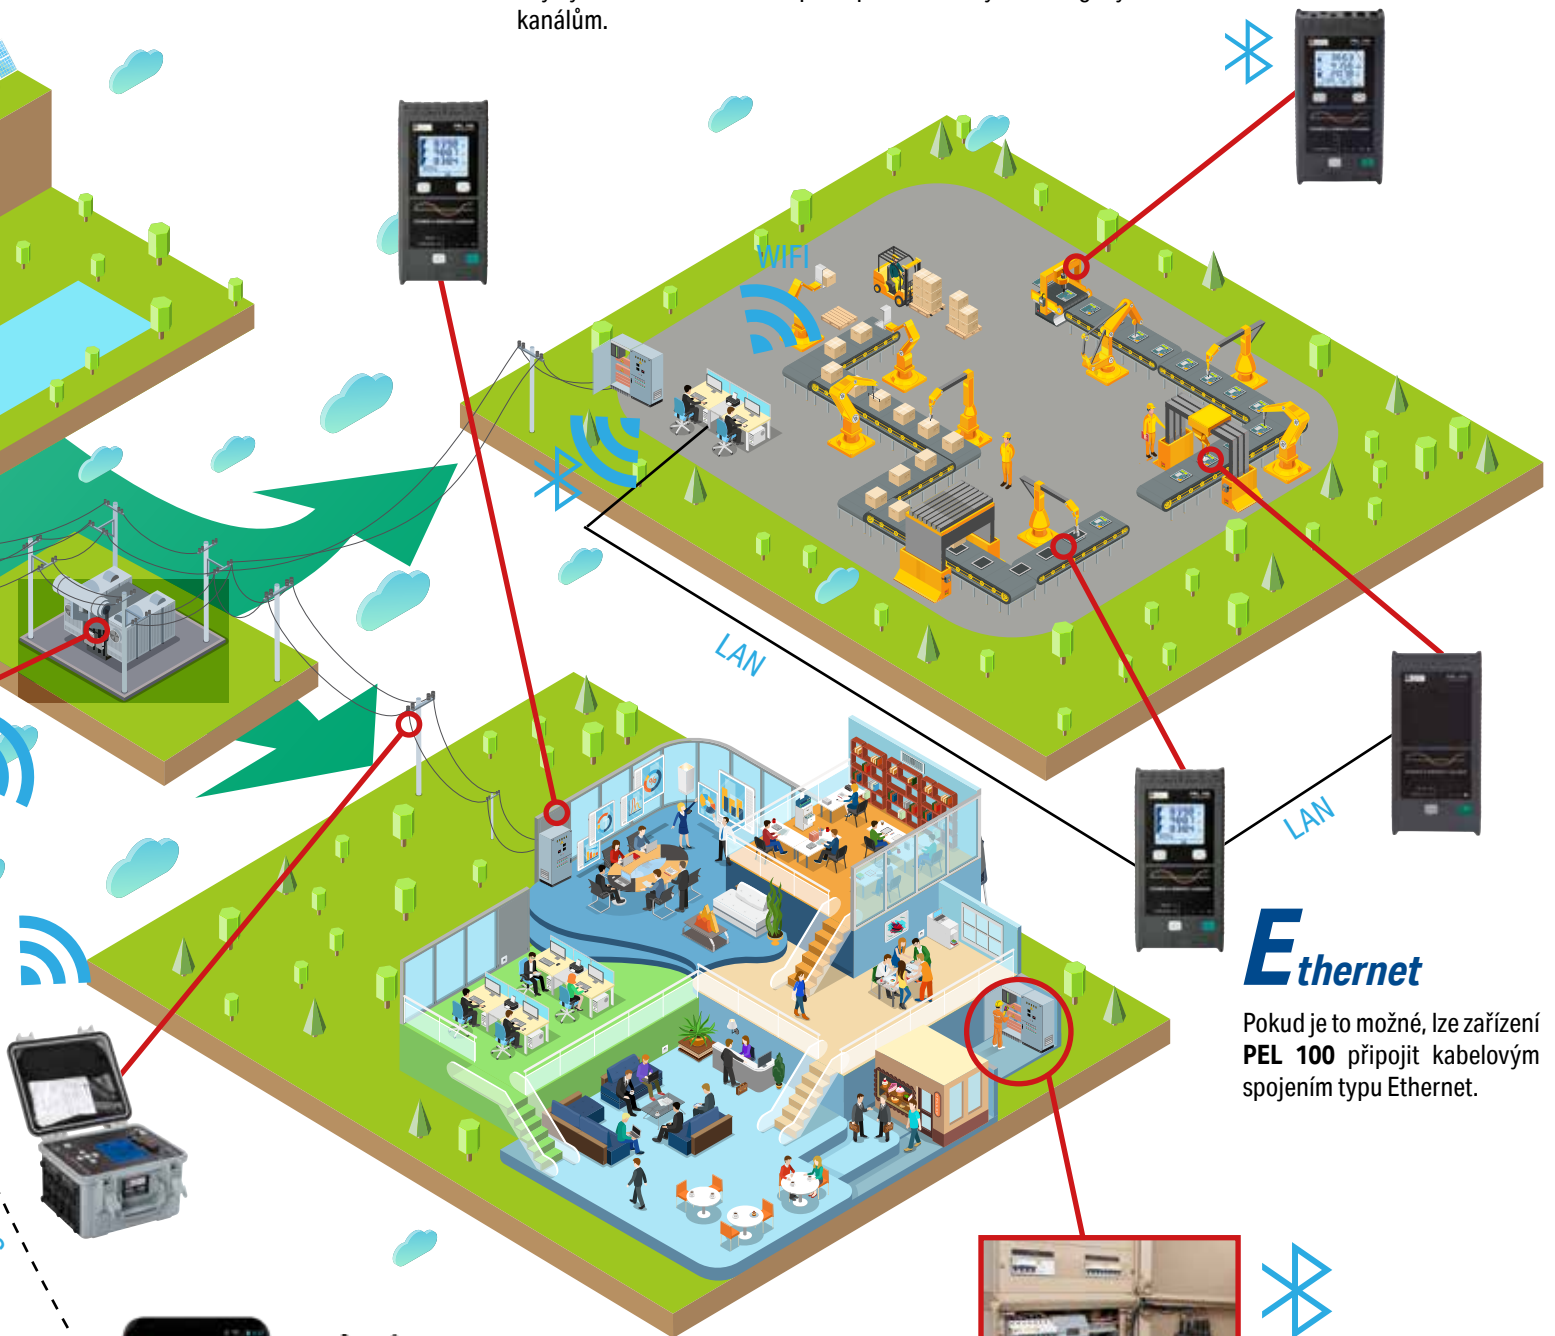 kanálům.
WIFI
LAN
LAN
Ethernet
Pokud je to možné, lze zařízení
PEL 100 připojit kabelovým
spojením typu Ethernet.